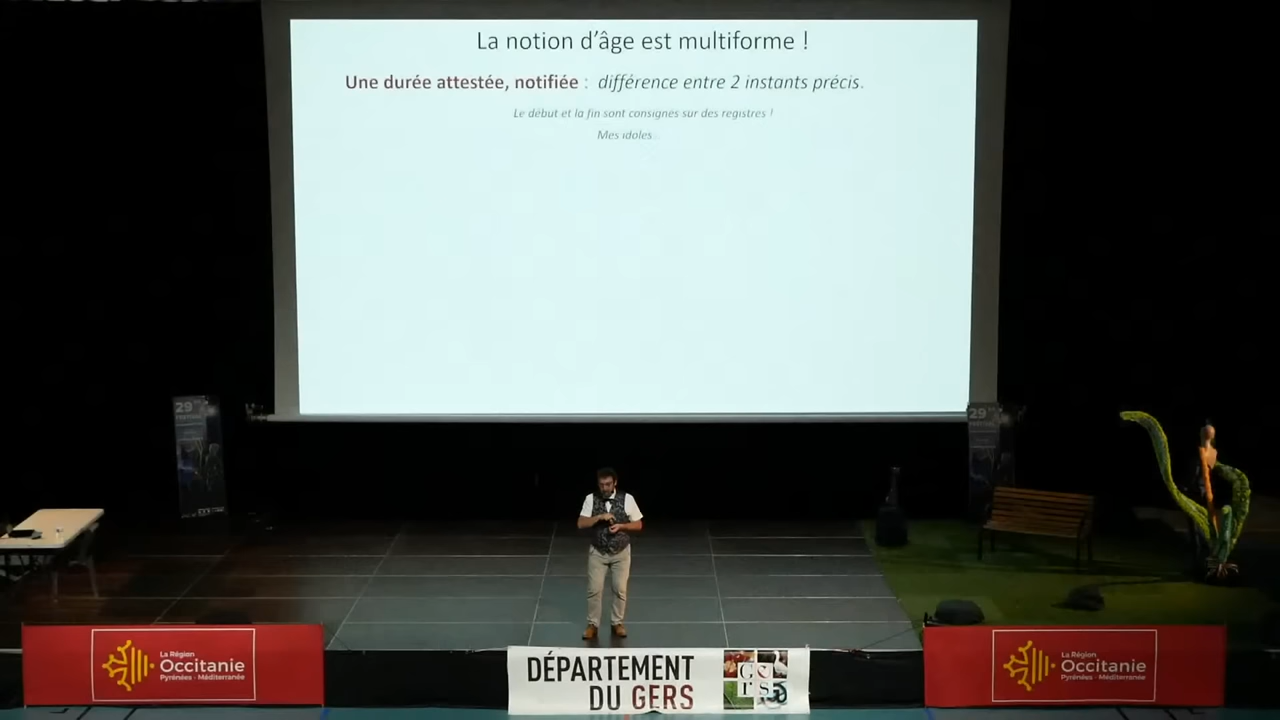 La notion d'âge est multiforme !
Une durée attestée, notifiée : différence entre 2 instants précis.
Le début et la fin sont consignés sur des registres !
Mes idoles
29
29
La Région
Occitanie
Pyrénées - Méditerranée
DÉPARTEMENT
DU GERS
La Région
Occitanie
Pyrénées - Méditerranée